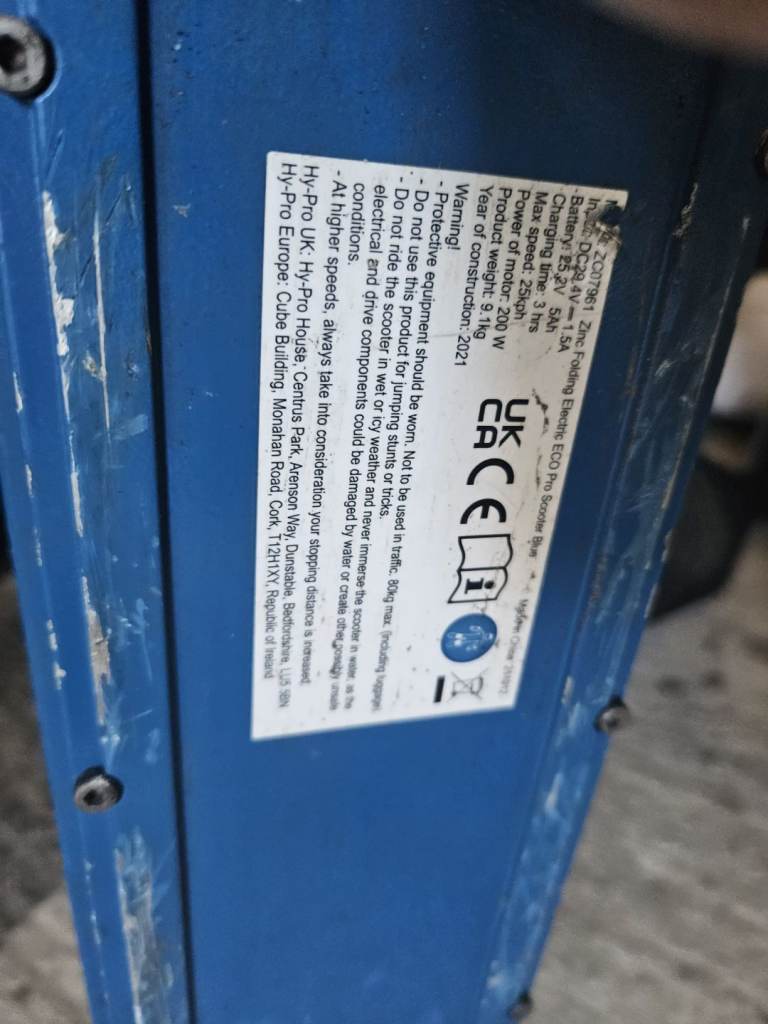 ZC07961 Zinc Folding Electric ECO Pro Scooter Blue
DC29.4V 1.5A
- Battery: 25.2V 5Ah
Charging time: 3 hrs
Max speed: 25kph
Power of motor: 200 W
Product weight: 9.1kg
Year of construction: 2021
UK
CA CE i
Warning!
- Protective equipment should be worn. Not to be used in traffic. 80kg max. (including luggage)
- Do not use this product for jumping stunts or tricks.
- Do not ride the scooter in wet or icy weather and never immerse the scooter in water, as the
electrical and drive components could be damaged by water or create other possibly unsafe
conditions.
- At higher speeds, always take into consideration your stopping distance is increased.
Hy-Pro UK: Hy-Pro House, Centrus Park, Arenson Way, Dunstable, Bedfordshire, LU5 5BN
Hy-Pro Europe: Cube Building, Monahan Road, Cork, T12H1XY, Republic of Ireland